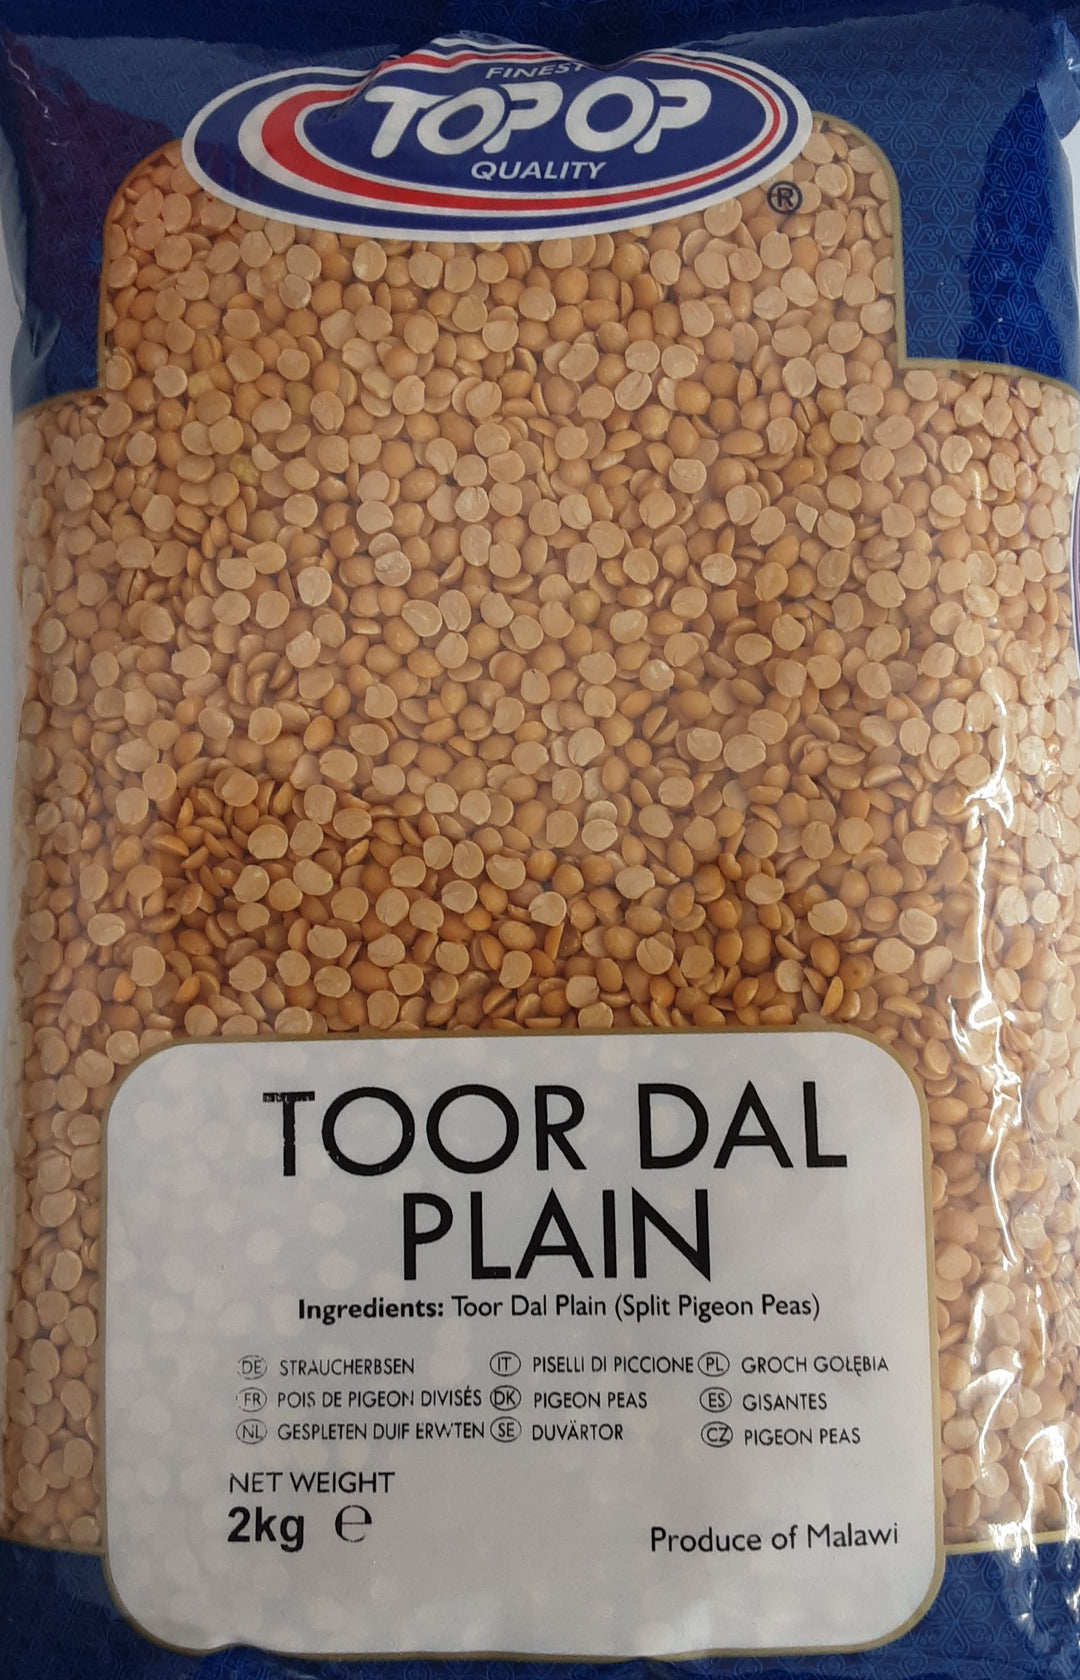 FINEST
TOPOP
QUALITY
®
TOOR DAL
PLAIN
Ingredients: Toor Dal Plain (Split Pigeon Peas)
DE STRAUCHERBSEN IT PISELLI DI PICCIONE PL GROCH GOŁĘBIA
FR POIS DE PIGEON DIVISÉS DK PIGEON PEAS ES GISANTES
NL GESPLETEN DUIF ERWTEN SE DUVÄRTOR CZ PIGEON PEAS
NET WEIGHT
2kg ℮
Produce of Malawi